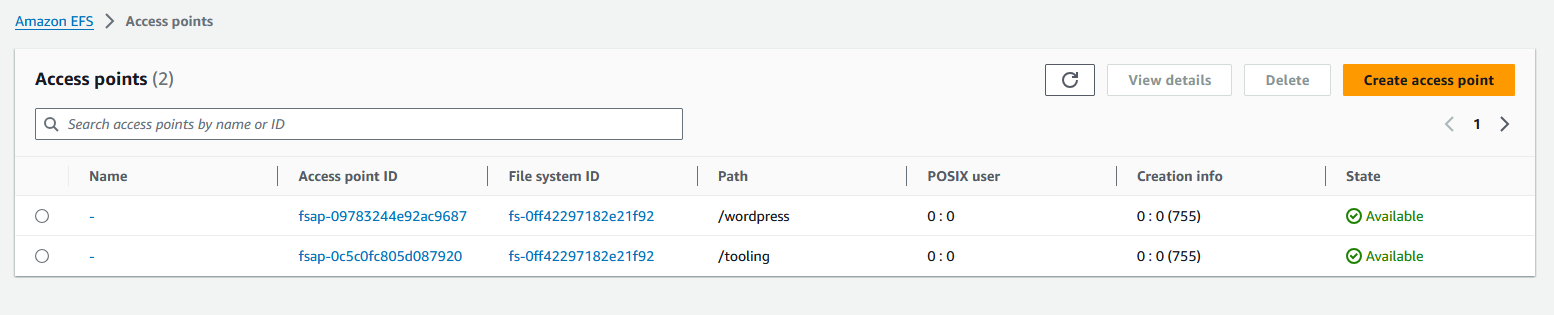 Amazon EFS > Access points
Access points (2)
View details
Delete
Create access point
Search access points by name or ID
1
Name Access point ID File system ID Path POSIX user Creation info State
- fsap-09783244e92ac9687 fs-0ff42297182e21f92 /wordpress 0 : 0 0 : 0 (755) Available
- fsap-0c5c0fc805d087920 fs-0ff42297182e21f92 /tooling 0 : 0 0 : 0 (755) Available